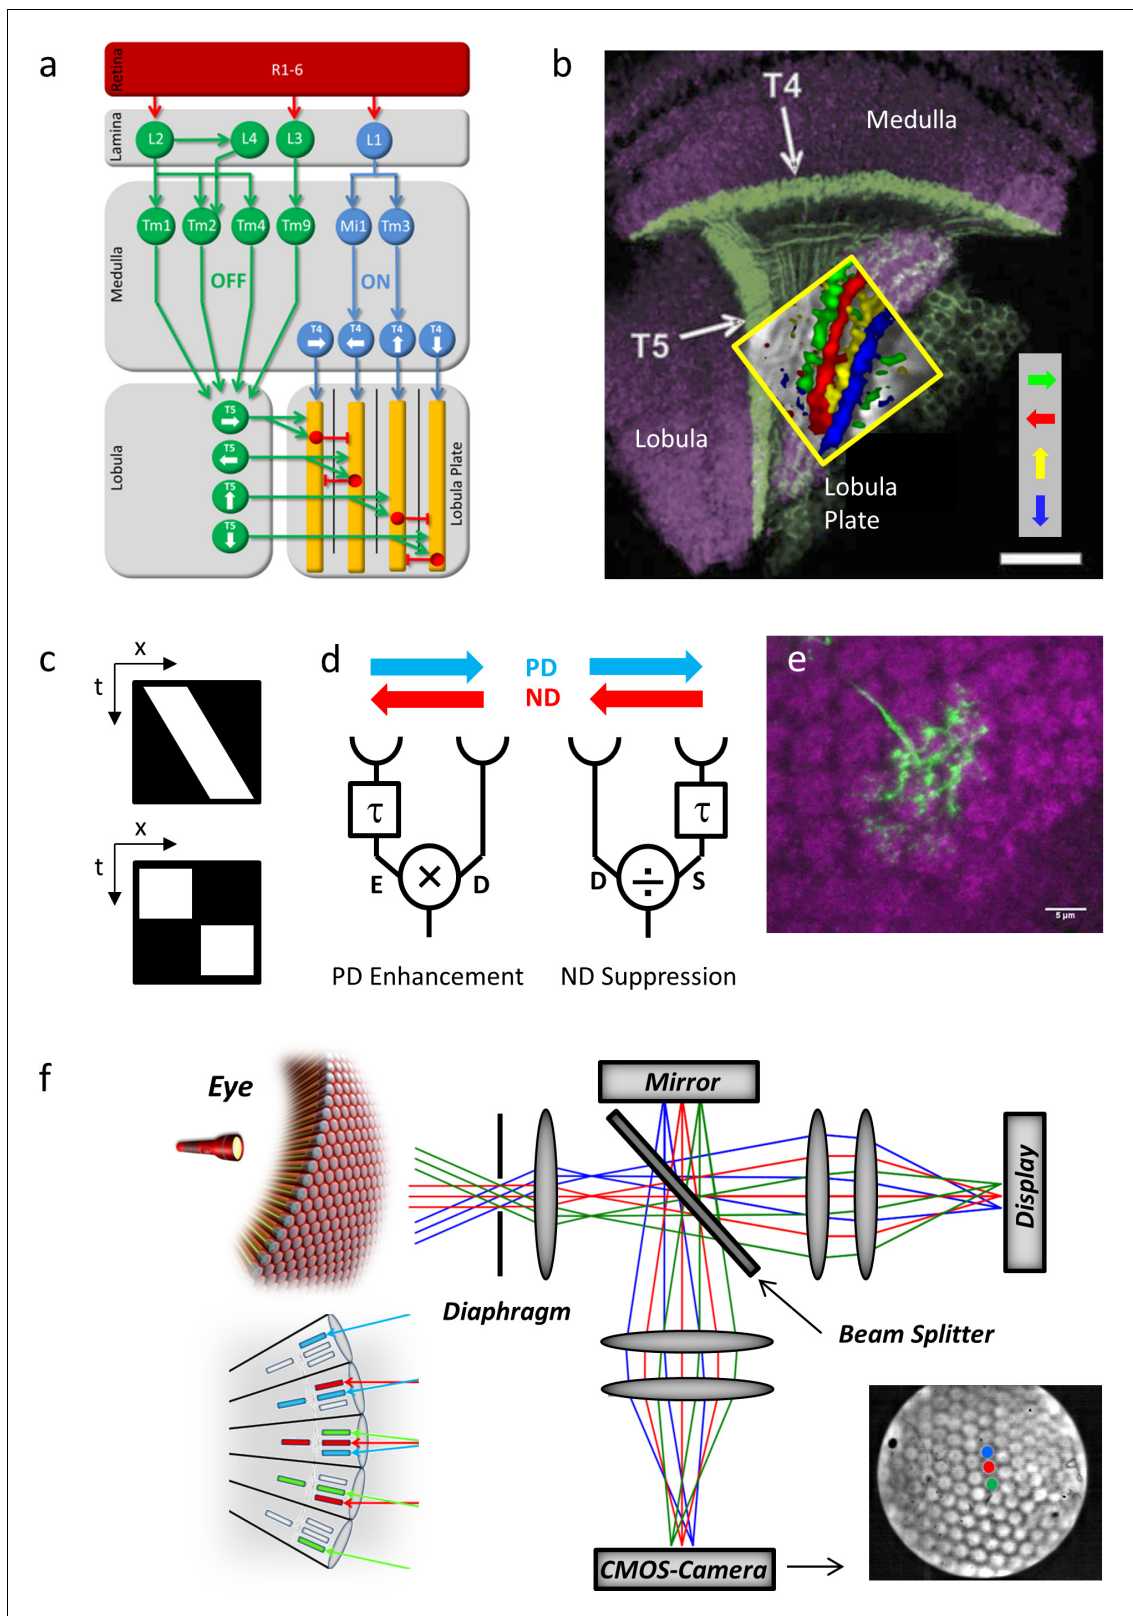 a
Retina
R1-6
Lamina
L2
L4
L3
L1
Medulla
Tm1
Tm2
Tm4
Tm9
Mi1
Tm3
OFF
ON
T4
T4
T4
T4
Lobula
T5
T5
T5
T5
Lobula Plate
b
T4
Medulla
T5
Lobula
Lobula
Plate
c
x
t
x
t
d
PD
ND
τ
τ
E
×
D
D
÷
S
PD Enhancement
ND Suppression
e
5 µm
f
Eye
Mirror
Display
Diaphragm
Beam Splitter
CMOS-Camera